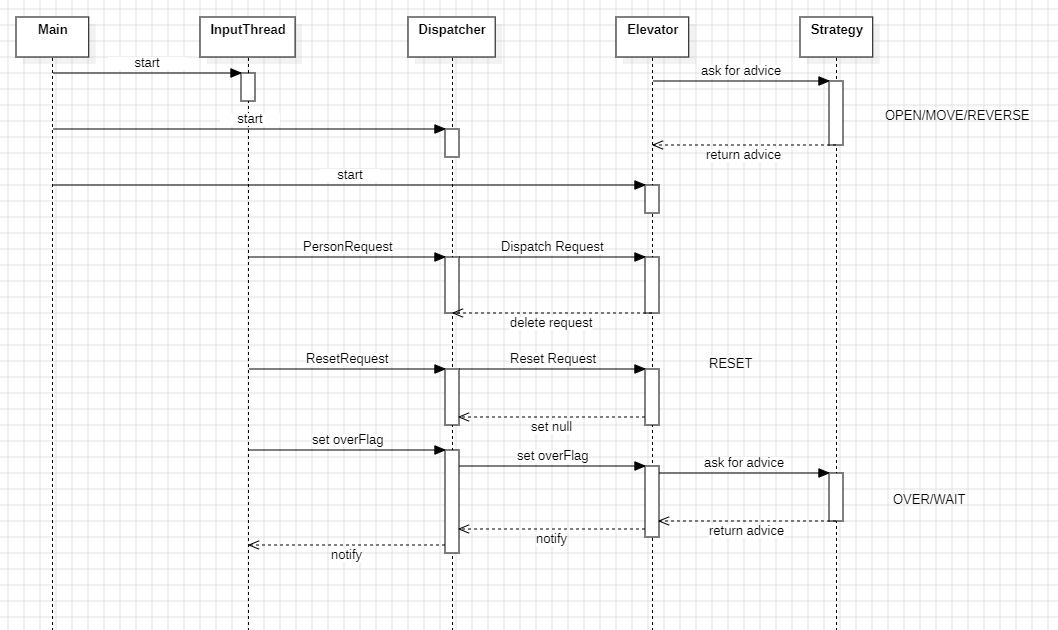 Main
InputThread
Dispatcher
Elevator
Strategy
start
ask for advice
OPEN/MOVE/REVERSE
start
return advice
start
PersonRequest
Dispatch Request
delete request
ResetRequest
Reset Request
RESET
set null
set overFlag
set overFlag
ask for advice
OVER/WAIT
return advice
notify
notify